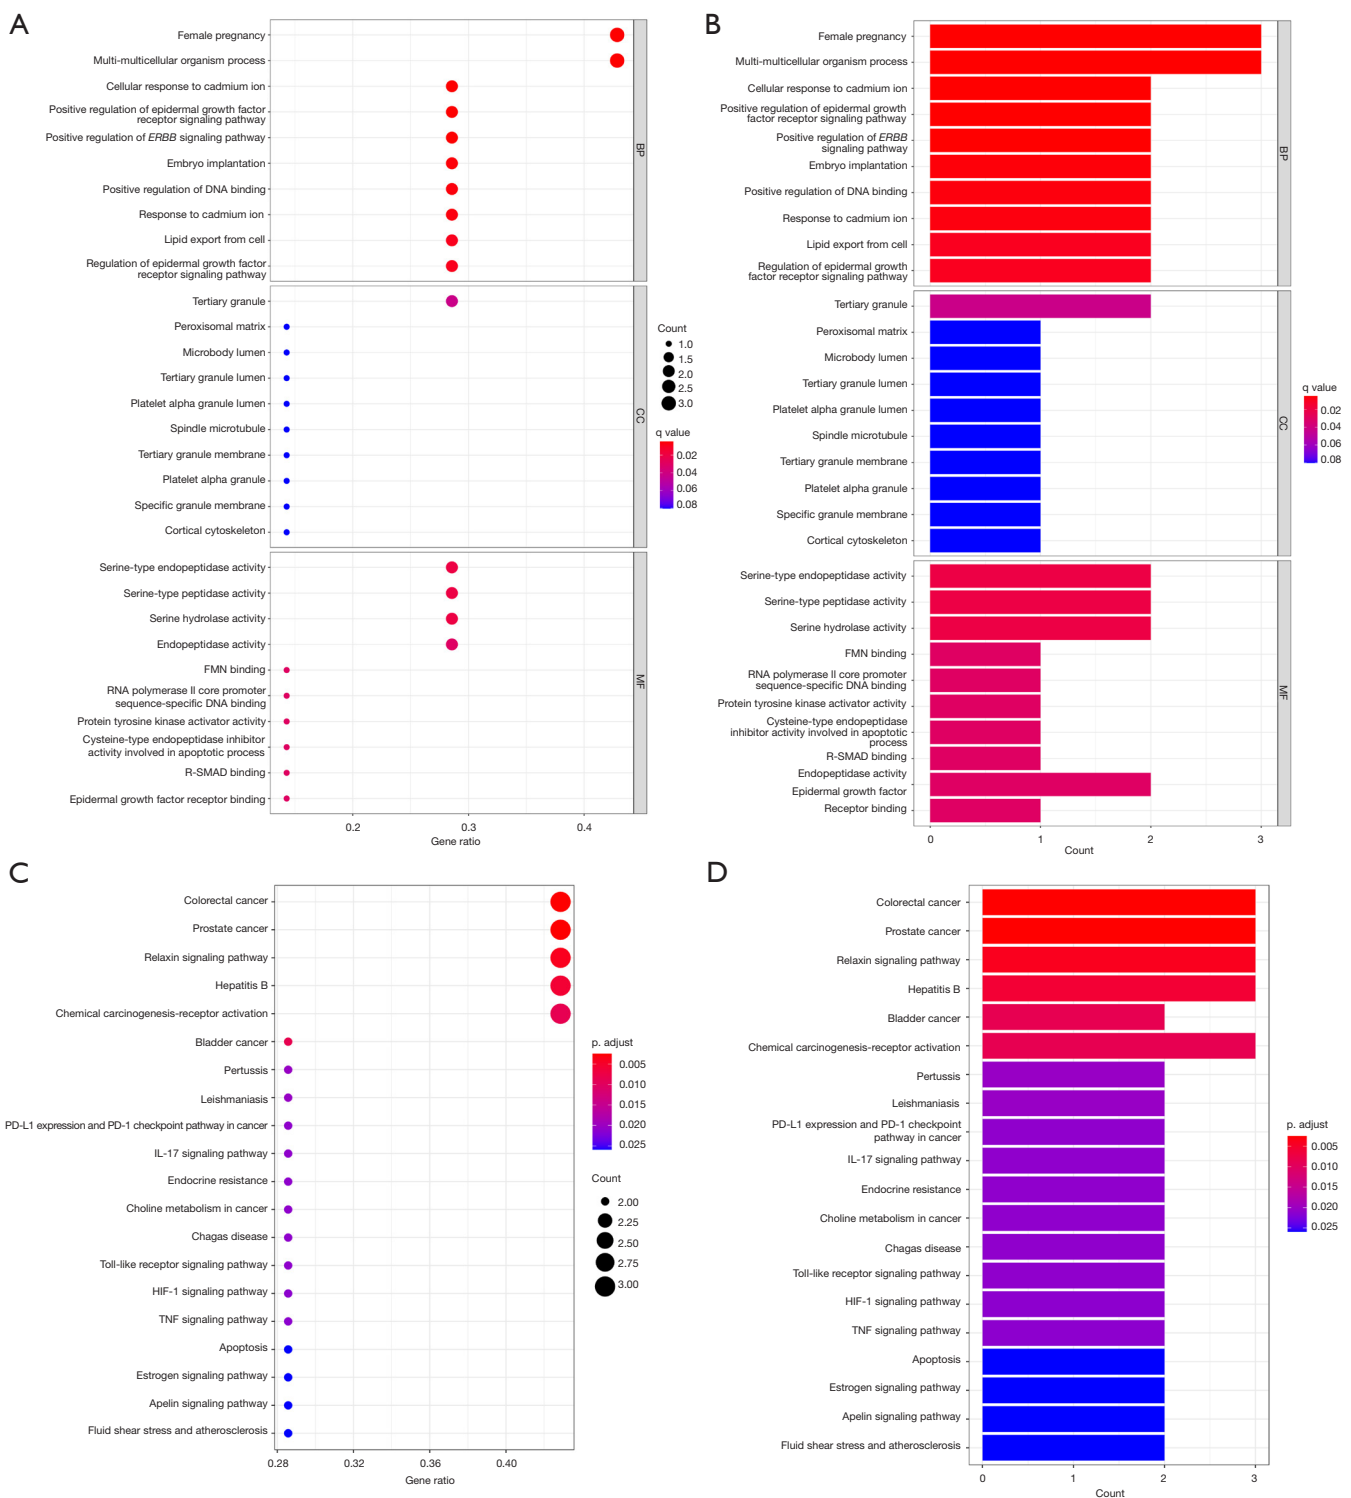 A
Female pregnancy
Multi-multicellular organism process
Cellular response to cadmium ion
Positive regulation of epidermal growth factor
receptor signaling pathway
Positive regulation of ERBB signaling pathway
Embryo implantation
Positive regulation of DNA binding
Response to cadmium ion
Lipid export from cell
Regulation of epidermal growth factor
receptor signaling pathway
BP
Tertiary granule
Peroxisomal matrix
Microbody lumen
Tertiary granule lumen
Platelet alpha granule lumen
Spindle microtubule
Tertiary granule membrane
Platelet alpha granule
Specific granule membrane
Cortical cytoskeleton
CC
Serine-type endopeptidase activity
Serine-type peptidase activity
Serine hydrolase activity
Endopeptidase activity
FMN binding
RNA polymerase II core promoter
sequence-specific DNA binding
Protein tyrosine kinase activator activity
Cysteine-type endopeptidase inhibitor
activity involved in apoptotic process
R-SMAD binding
Epidermal growth factor receptor binding
MF
0.2
0.3
0.4
Gene ratio
Count
1.0
1.5
2.0
2.5
3.0
q value
0.02
0.04
0.06
0.08
B
Female pregnancy
Multi-multicellular organism process
Cellular response to cadmium ion
Positive regulation of epidermal growth
factor receptor signaling pathway
Positive regulation of ERBB
signaling pathway
Embryo implantation
Positive regulation of DNA binding
Response to cadmium ion
Lipid export from cell
Regulation of epidermal growth
factor receptor signaling pathway
BP
Tertiary granule
Peroxisomal matrix
Microbody lumen
Tertiary granule lumen
Platelet alpha granule lumen
Spindle microtubule
Tertiary granule membrane
Platelet alpha granule
Specific granule membrane
Cortical cytoskeleton
CC
Serine-type endopeptidase activity
Serine-type peptidase activity
Serine hydrolase activity
FMN binding
RNA polymerase II core promoter
sequence-specific DNA binding
Protein tyrosine kinase activator activity
Cysteine-type endopeptidase
inhibitor activity involved in apoptotic
process
R-SMAD binding
Endopeptidase activity
Epidermal growth factor
Receptor binding
MF
0
1
2
3
Count
q value
0.02
0.04
0.06
0.08
C
Colorectal cancer
Prostate cancer
Relaxin signaling pathway
Hepatitis B
Chemical carcinogenesis-receptor activation
Bladder cancer
Pertussis
Leishmaniasis
PD-L1 expression and PD-1 checkpoint pathway in cancer
IL-17 signaling pathway
Endocrine resistance
Choline metabolism in cancer
Chagas disease
Toll-like receptor signaling pathway
HIF-1 signaling pathway
TNF signaling pathway
Apoptosis
Estrogen signaling pathway
Apelin signaling pathway
Fluid shear stress and atherosclerosis
0.28
0.32
0.36
0.40
Gene ratio
p. adjust
0.005
0.010
0.015
0.020
0.025
Count
2.00
2.25
2.50
2.75
3.00
D
Colorectal cancer
Prostate cancer
Relaxin signaling pathway
Hepatitis B
Bladder cancer
Chemical carcinogenesis-receptor activation
Pertussis
Leishmaniasis
PD-L1 expression and PD-1 checkpoint
pathway in cancer
IL-17 signaling pathway
Endocrine resistance
Choline metabolism in cancer
Chagas disease
Toll-like receptor signaling pathway
HIF-1 signaling pathway
TNF signaling pathway
Apoptosis
Estrogen signaling pathway
Apelin signaling pathway
Fluid shear stress and atherosclerosis
0
1
2
3
Count
p. adjust
0.005
0.010
0.015
0.020
0.025